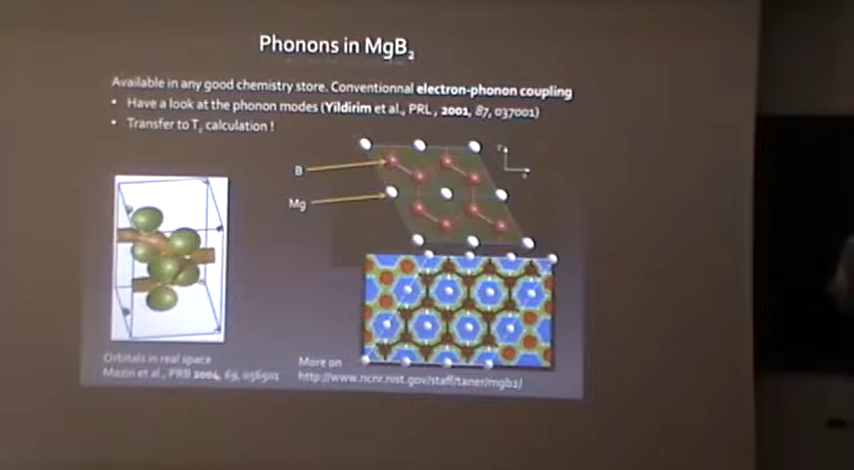 Phonons in MgB₂
Available in any good chemistry store. Conventionnal electron-phonon coupling
• Have a look at the phonon modes (Yildirim et al., PRL, 2001, 87, 037001)
• Transfer to T꜀ calculation !
B
Mg
Orbitals in real space
Mazin et al., PRB 2004, 69, 056501
More on
http://www.ncnr.nist.gov/staff/taner/mgb2/